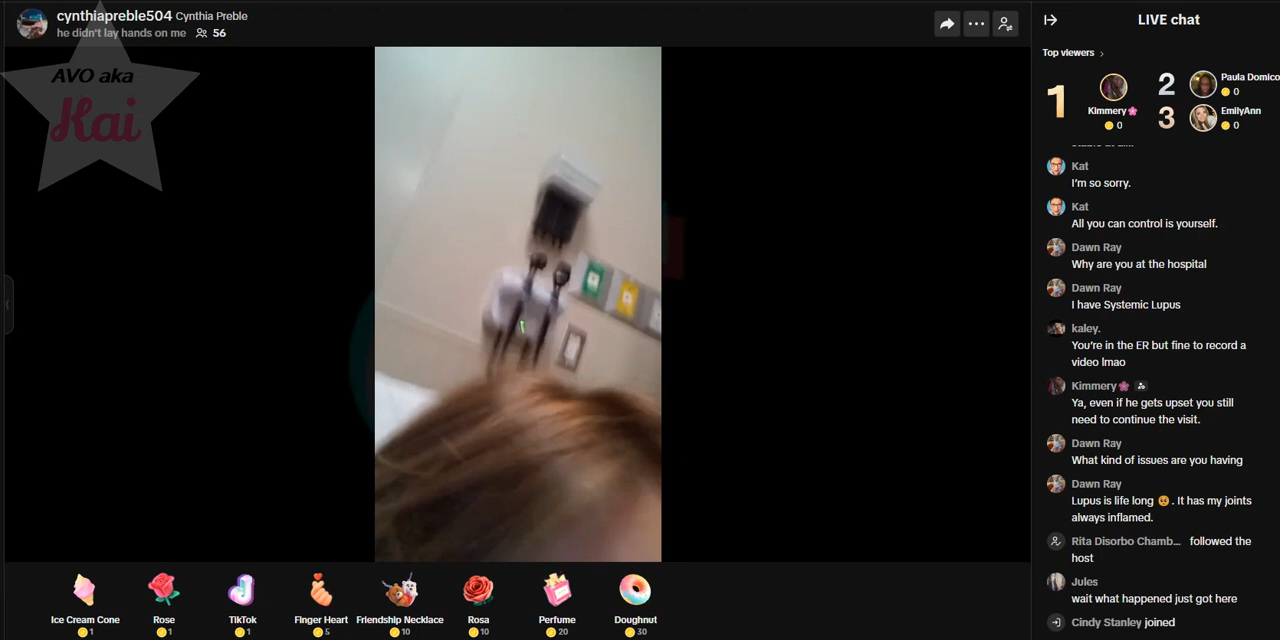 cynthiapreble504 Cynthia Preble
he didn't lay hands on me 56
AVO aka
Kai
LIVE chat
Top viewers
1
Kimmery
0
2
Paula Domico
0
3
EmilyAnn
0
Kat
I'm so sorry.
Kat
All you can control is yourself.
Dawn Ray
Why are you at the hospital
Dawn Ray
I have Systemic Lupus
kaley.
You're in the ER but fine to record a
video lmao
Kimmery
Ya, even if he gets upset you still
need to continue the visit.
Dawn Ray
What kind of issues are you having
Dawn Ray
Lupus is life long 😡. It has my joints
always inflamed.
Rita Disorbo Chamb... followed the
host
Jules
wait what happened just got here
Cindy Stanley joined
Ice Cream Cone
1
Rose
1
TikTok
1
Finger Heart
5
Friendship Necklace
10
Rosa
10
Perfume
20
Doughnut
30